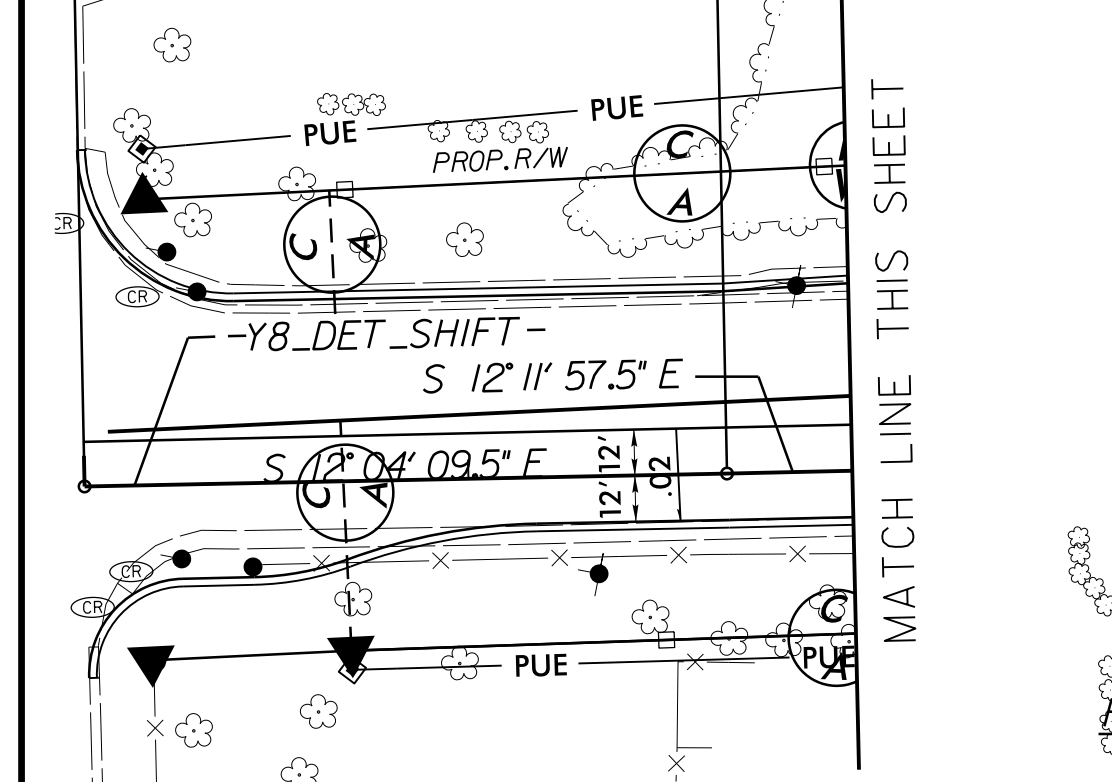 PUE
PUE
PROP. R/W
C
A
C
A
CR
CR
-Y8_DET_SHIFT-
S 12° 11' 57.5" E
S 12° 04' 09.5" E
12' 12'
.02
C
A
CR
CR
C
A
PUE
PUE
MATCH LINE THIS SHEET